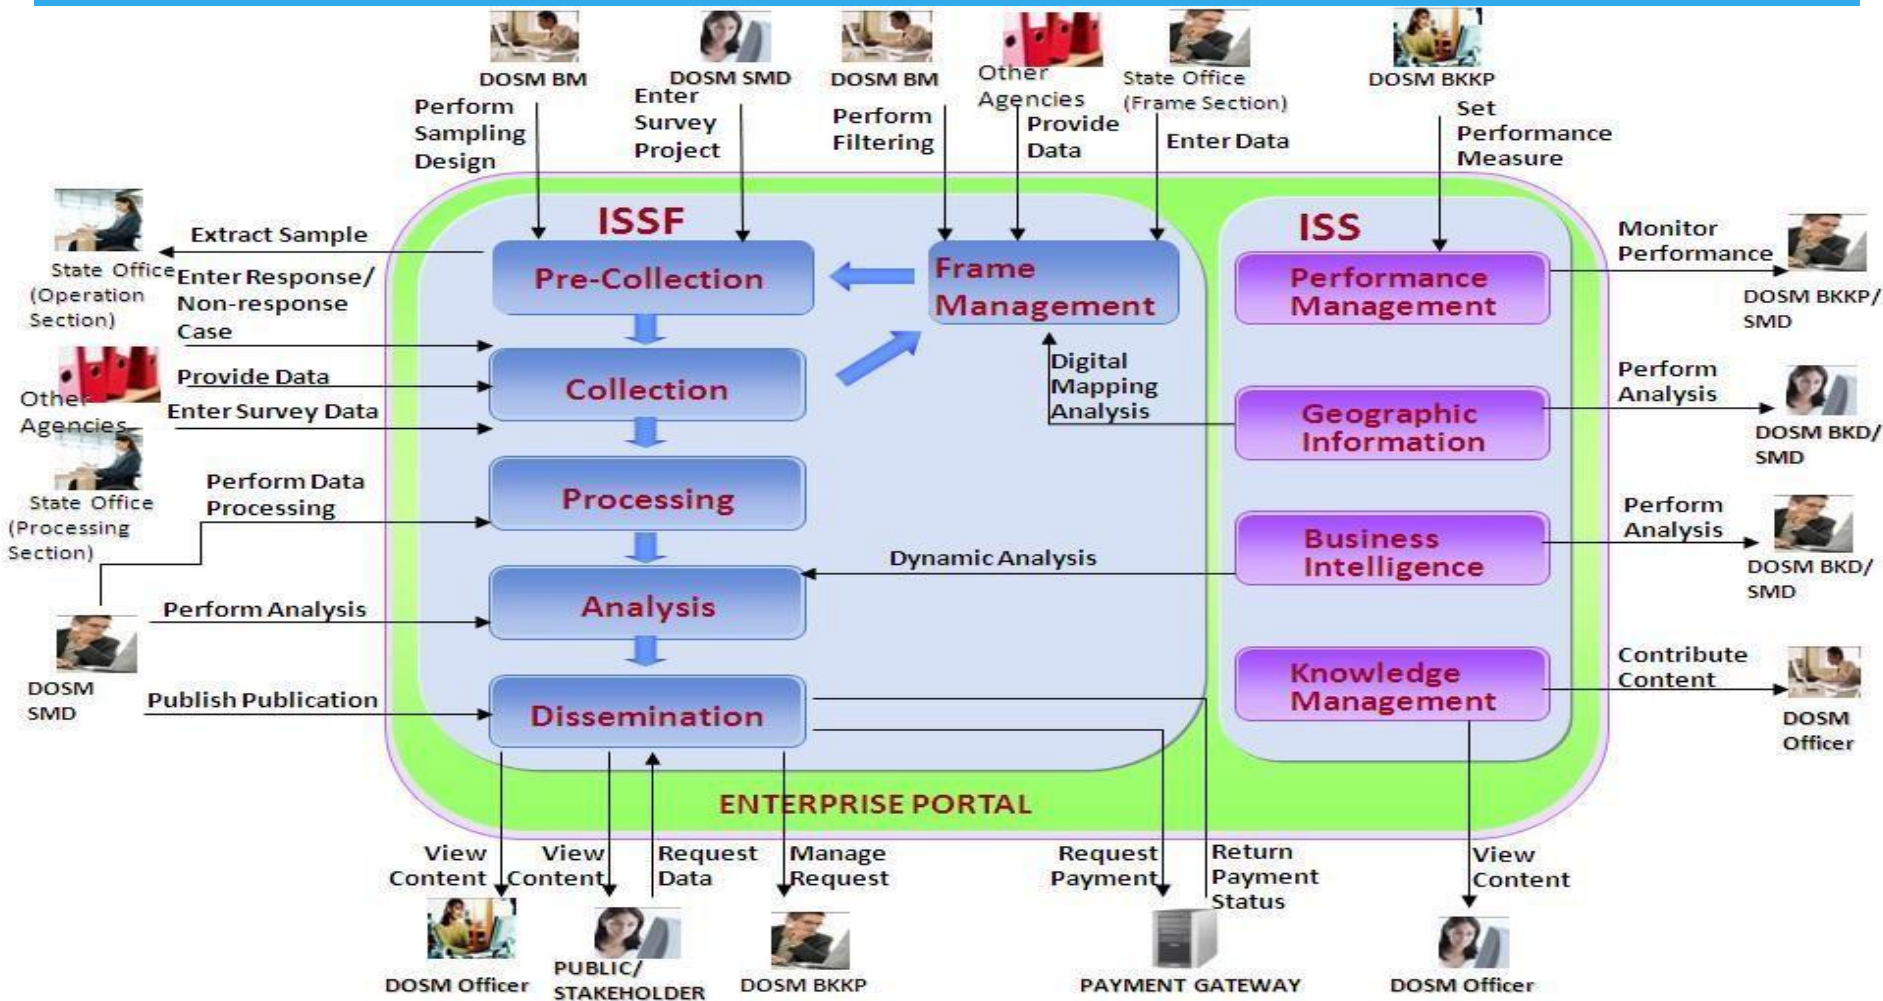 DOSM BM
DOSM SMD
DOSM BM
Other
Agencies
State Office
(Frame Section)
DOSM BKKP
Perform
Sampling
Design
Enter
Survey
Project
Perform
Filtering
Provide
Data
Enter Data
Set
Performance
Measure
ISSF
ISS
Extract Sample
State Office
(Operation
Section)
Enter Response/
Non-response
Case
Provide Data
Other
Agencies
Enter Survey Data
State Office
(Processing
Section)
Perform Data
Processing
Perform Analysis
DOSM
SMD
Publish Publication
Pre-Collection
Frame
Management
Collection
Digital
Mapping
Analysis
Processing
Dynamic Analysis
Analysis
Dissemination
Performance
Management
Geographic
Information
Business
Intelligence
Knowledge
Management
Monitor
Performance
DOSM BKKP/
SMD
Perform
Analysis
DOSM BKD/
SMD
Perform
Analysis
DOSM BKD/
SMD
Contribute
Content
DOSM
Officer
ENTERPRISE PORTAL
View
Content
View
Content
Request
Data
Manage
Request
Request
Payment
Return
Payment
Status
View
Content
DOSM Officer
PUBLIC/
STAKEHOLDER
DOSM BKKP
PAYMENT GATEWAY
DOSM Officer